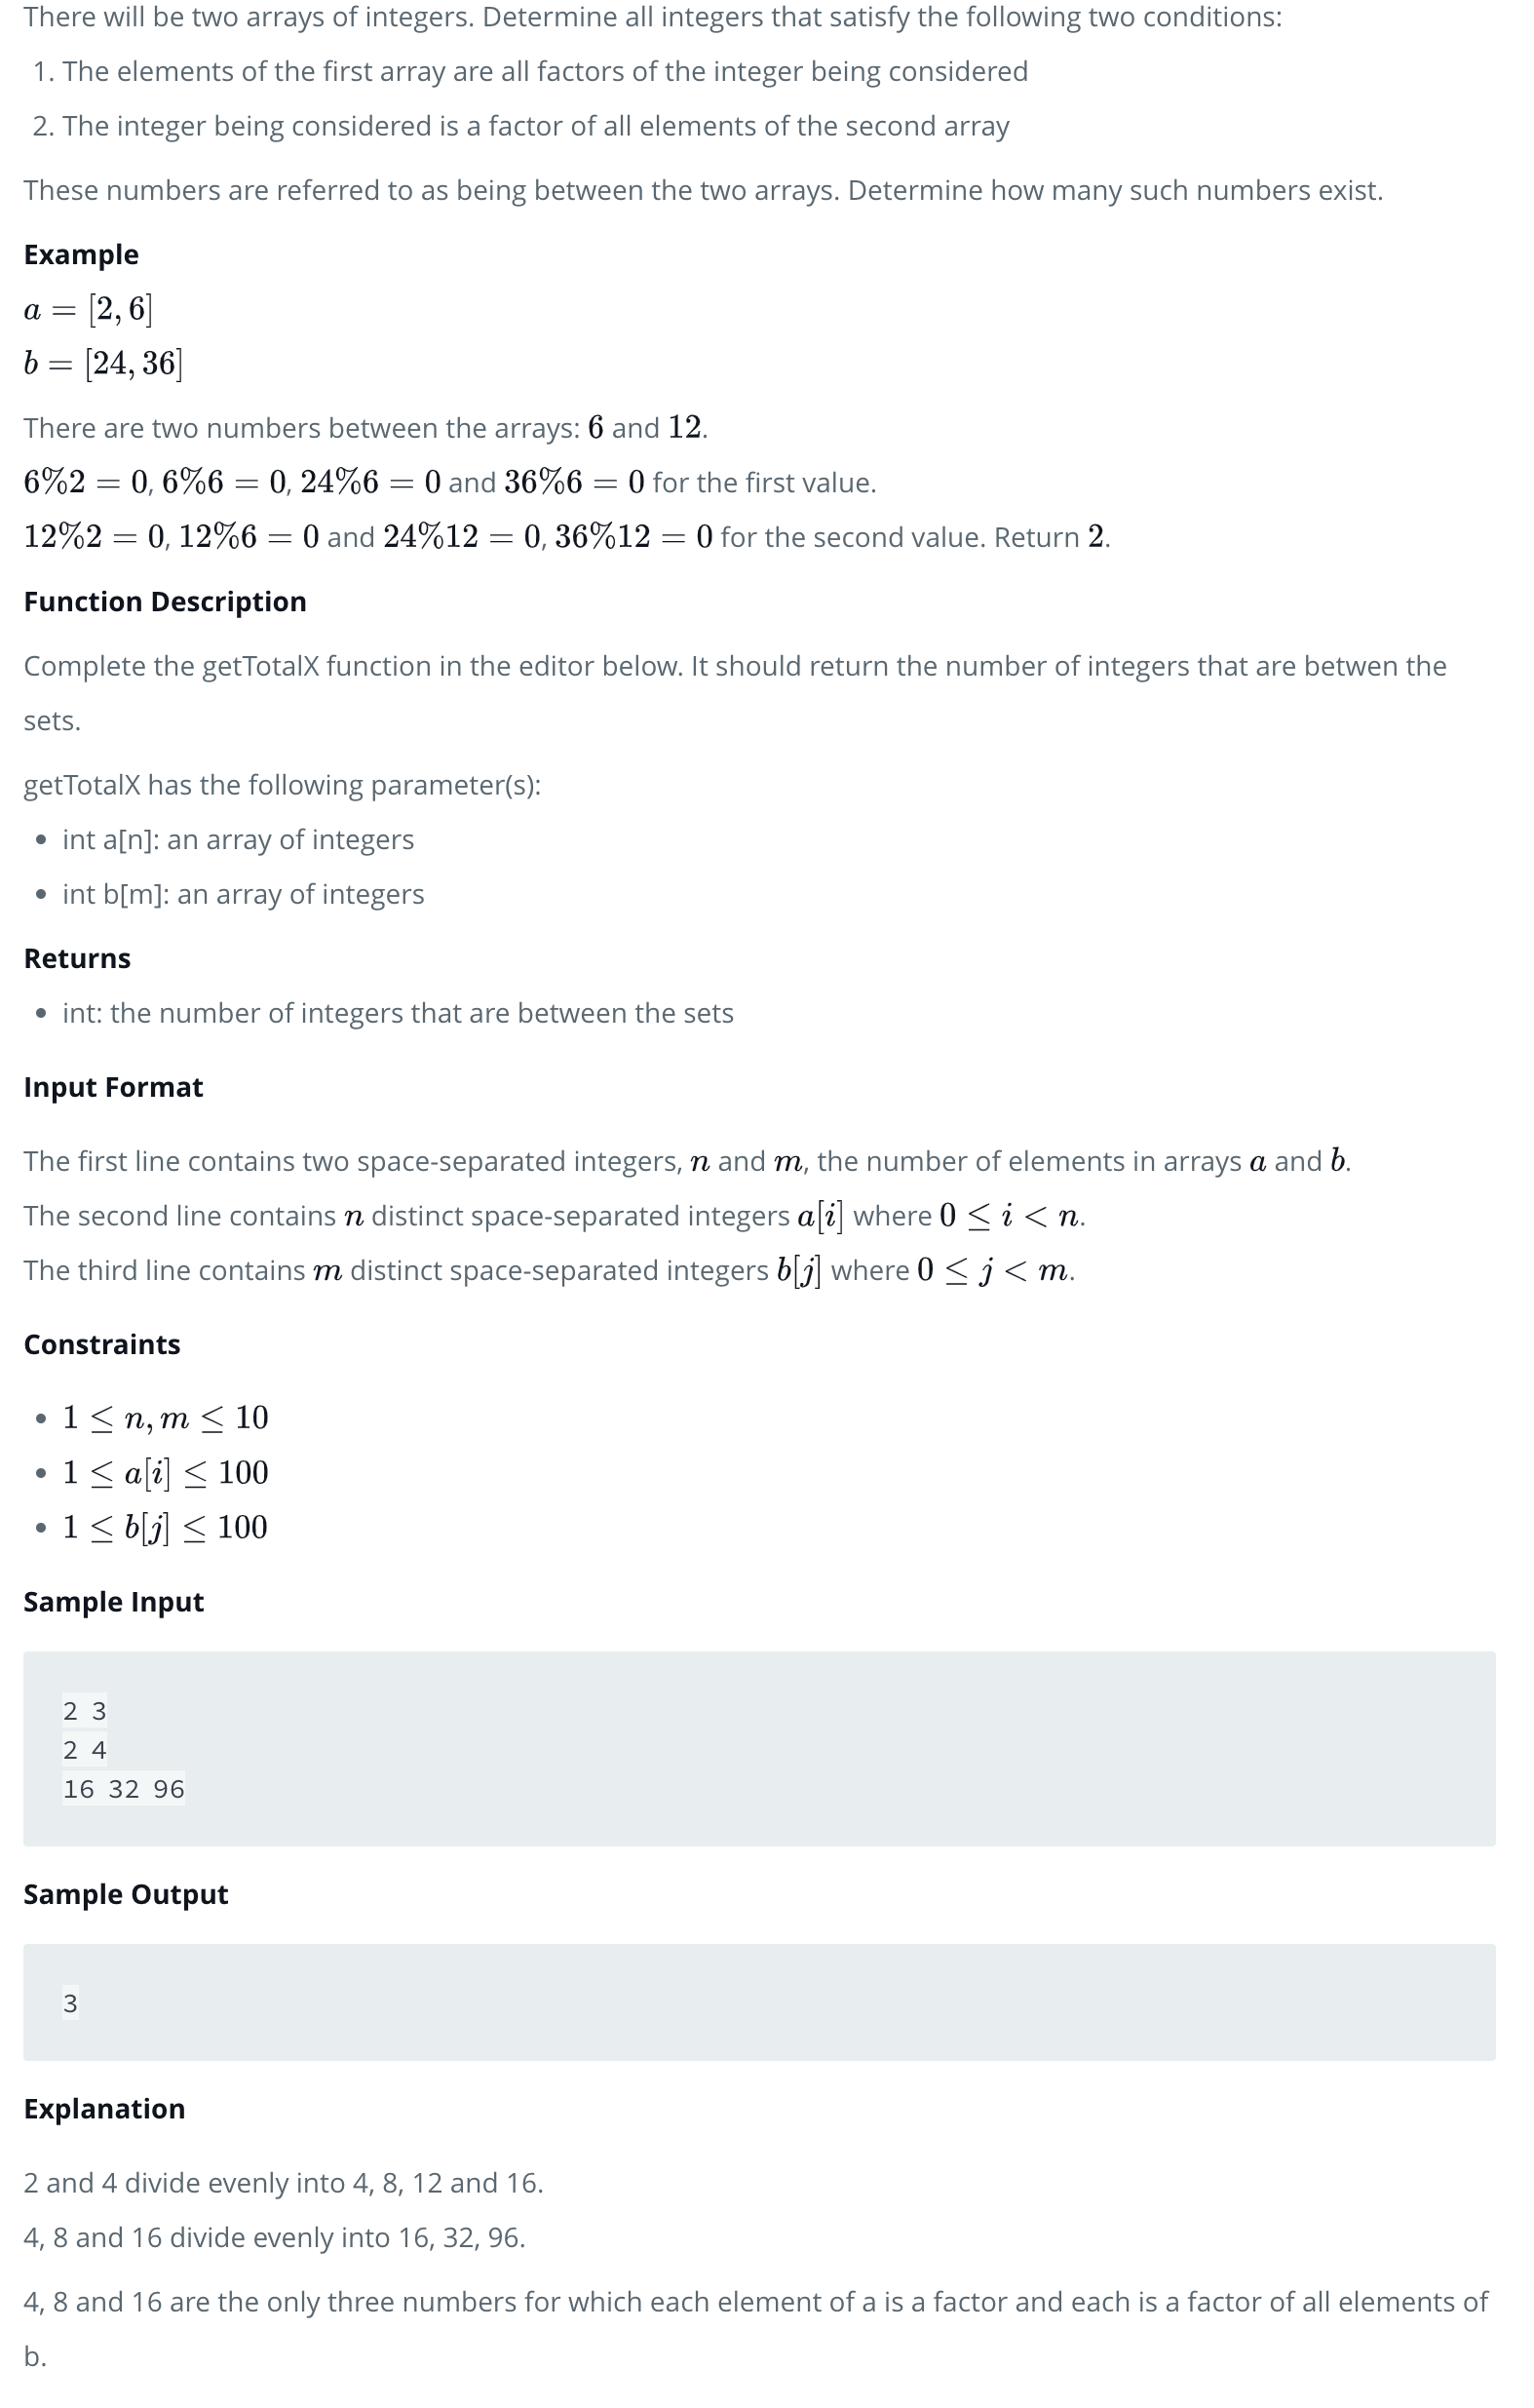 There will be two arrays of integers. Determine all integers that satisfy the following two conditions:
1. The elements of the first array are all factors of the integer being considered
2. The integer being considered is a factor of all elements of the second array
These numbers are referred to as being between the two arrays. Determine how many such numbers exist.
Example
a = [2, 6]
b = [24, 36]
There are two numbers between the arrays: 6 and 12.
6%2 = 0, 6%6 = 0, 24%6 = 0 and 36%6 = 0 for the first value.
12%2 = 0, 12%6 = 0 and 24%12 = 0, 36%12 = 0 for the second value. Return 2.
Function Description
Complete the getTotalX function in the editor below. It should return the number of integers that are betwen the
sets.
getTotalX has the following parameter(s):
• int a[n]: an array of integers
• int b[m]: an array of integers
Returns
• int: the number of integers that are between the sets
Input Format
The first line contains two space-separated integers, n and m, the number of elements in arrays a and b.
The second line contains n distinct space-separated integers a[i] where 0 ≤ i < n.
The third line contains m distinct space-separated integers b[j] where 0 ≤ j < m.
Constraints
• 1 ≤ n, m ≤ 10
• 1 ≤ a[i] ≤ 100
• 1 ≤ b[j] ≤ 100
Sample Input
2 3
2 4
16 32 96
Sample Output
3
Explanation
2 and 4 divide evenly into 4, 8, 12 and 16.
4, 8 and 16 divide evenly into 16, 32, 96.
4, 8 and 16 are the only three numbers for which each element of a is a factor and each is a factor of all elements of
b.